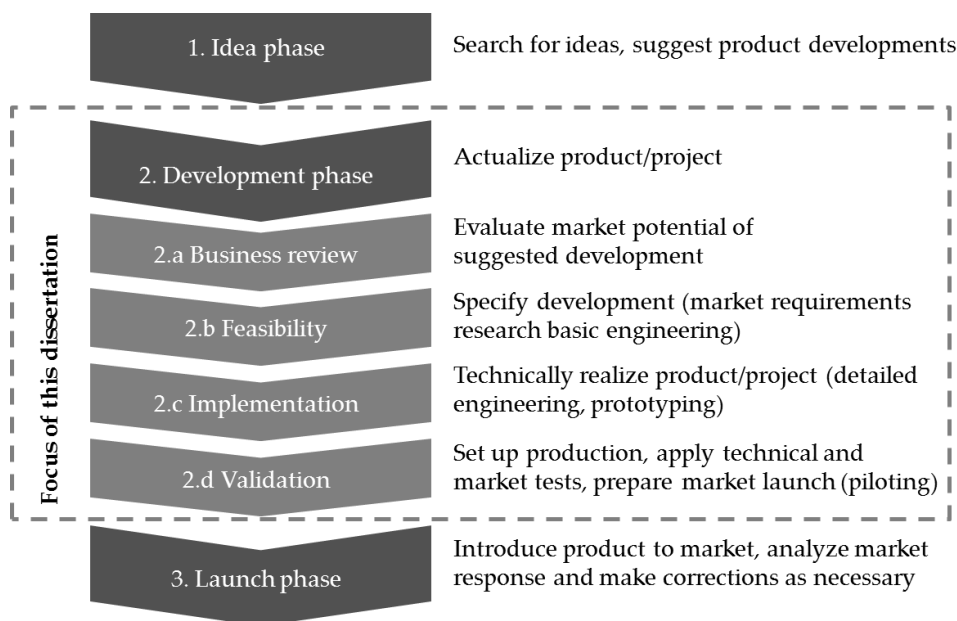 1. Idea phase
Search for ideas, suggest product developments
Focus of this dissertation
2. Development phase
Actualize product/project
2.a Business review
Evaluate market potential of
suggested development
2.b Feasibility
Specify development (market requirements
research basic engineering)
2.c Implementation
Technically realize product/project (detailed
engineering, prototyping)
2.d Validation
Set up production, apply technical and
market tests, prepare market launch (piloting)
3. Launch phase
Introduce product to market, analyze market
response and make corrections as necessary